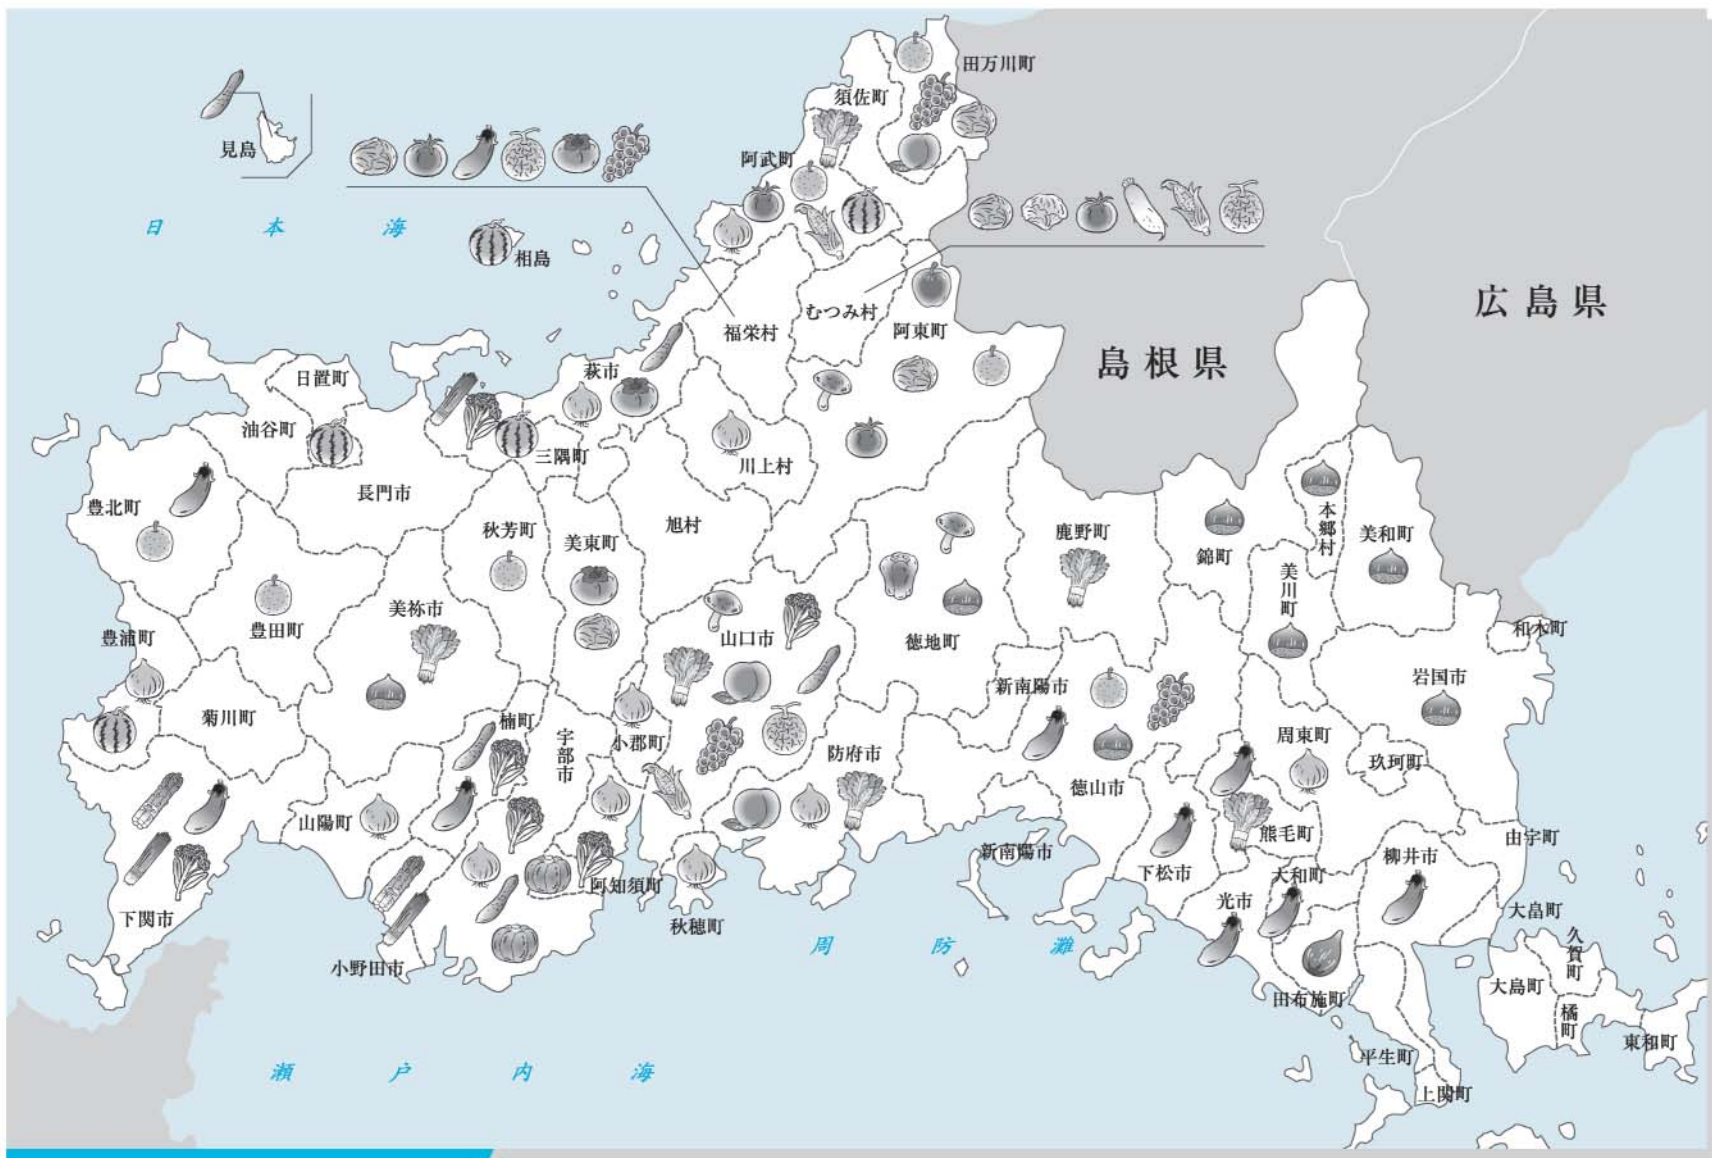 田万川町
須佐町
見島
阿武町
日本海
相島
むつみ村
福栄村
阿東町
広島県
島根県
萩市
日置町
油谷町
三隅町
川上村
長門市
豊北町
旭村
秋芳町
美東町
鹿野町
本郷村
美和町
錦町
美川町
美祢市
豊田町
豊浦町
山口市
徳地町
和木町
岩国市
新南陽市
菊川町
楠町
宇部市
小郡町
防府市
周東町
玖珂町
徳山市
山陽町
熊毛町
由宇町
新南陽市
下松市
柳井市
大和町
阿知須町
光市
下関市
秋穂町
大畠町
周防灘
久賀町
小野田市
大島町
田布施町
橘町
東和町
平生町
瀬戸内海
上関町